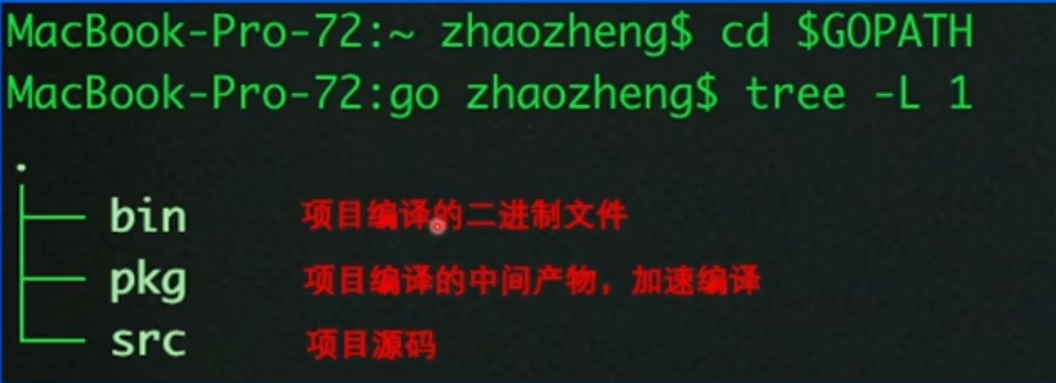 MacBook-Pro-72:~ zhaozheng$ cd $GOPATH
MacBook-Pro-72:go zhaozheng$ tree -L 1
.
├── bin 项目编译的二进制文件
├── pkg 项目编译的中间产物，加速编译
└── src 项目源码